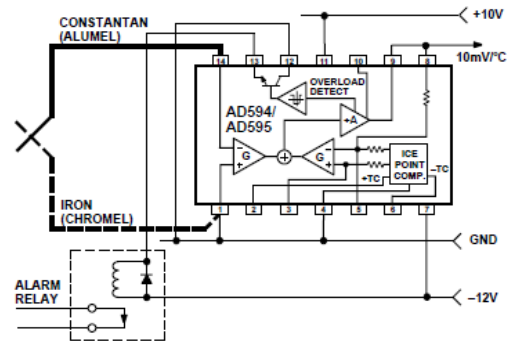 CONSTANTAN
(ALUMEL)
+10V
10mV/°C
14 13 12 11 10 9 8
OVERLOAD
DETECT
AD594/
AD595
+A
G
G
ICE
POINT
COMP.
–TC
+TC
IRON
(CHROMEL)
1 2 3 4 5 6 7
GND
ALARM
RELAY
–12V